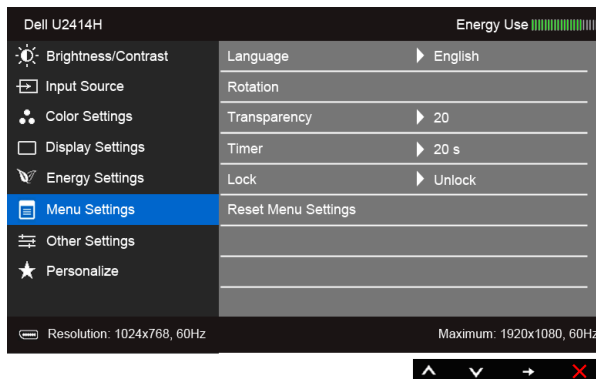 Dell U2414H Energy Use
Brightness/Contrast Language English
Input Source Rotation
Color Settings Transparency 20
Display Settings Timer 20 s
Energy Settings Lock Unlock
Menu Settings Reset Menu Settings
Other Settings
Personalize
Resolution: 1024x768, 60Hz Maximum: 1920x1080, 60Hz